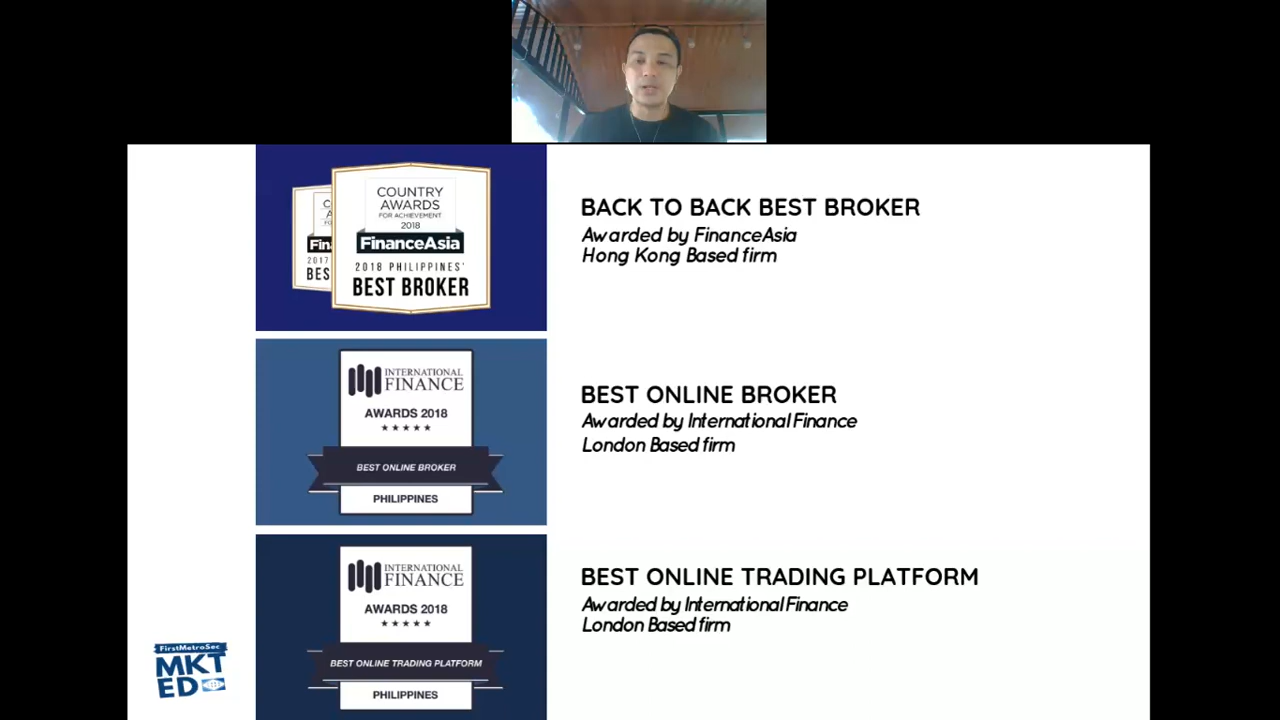 COUNTRY
AWARDS
FOR ACHIEVEMENT
2018
FinanceAsia
2018 PHILIPPINES'
BEST BROKER
2017
BES
BACK TO BACK BEST BROKER
Awarded by FinanceAsia
Hong Kong Based firm
INTERNATIONAL
FINANCE
AWARDS 2018
BEST ONLINE BROKER
PHILIPPINES
BEST ONLINE BROKER
Awarded by International Finance
London Based firm
INTERNATIONAL
FINANCE
AWARDS 2018
BEST ONLINE TRADING PLATFORM
PHILIPPINES
BEST ONLINE TRADING PLATFORM
Awarded by International Finance
London Based firm
FirstMetroSec
MKT
ED